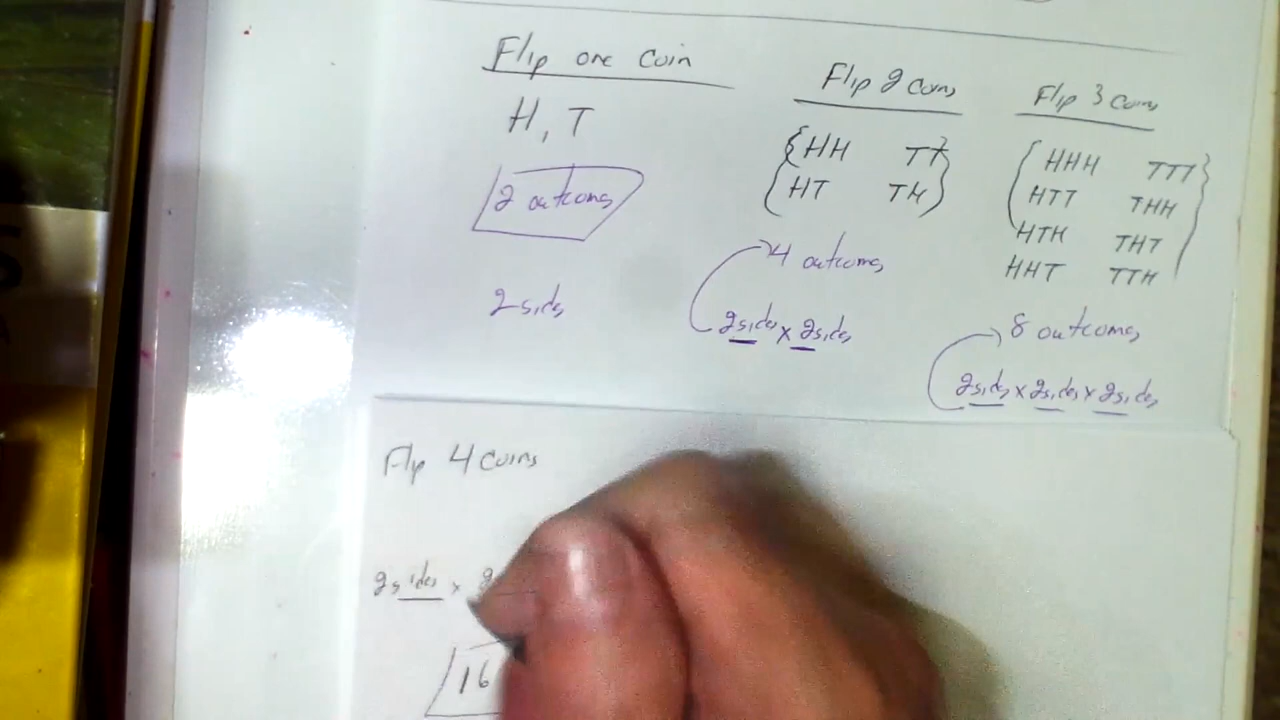 Flip one coin
H, T
2 outcomes
2 sides
Flip 2 coins
{HH TT}
HT TH
4 outcomes
2 sides x 2 sides
Flip 3 coins
{HHH TTT}
HTT THH
HTH THT
HHT TTH
8 outcomes
2 sides x 2 sides x 2 sides
Flip 4 coins
2 sides x 2
16